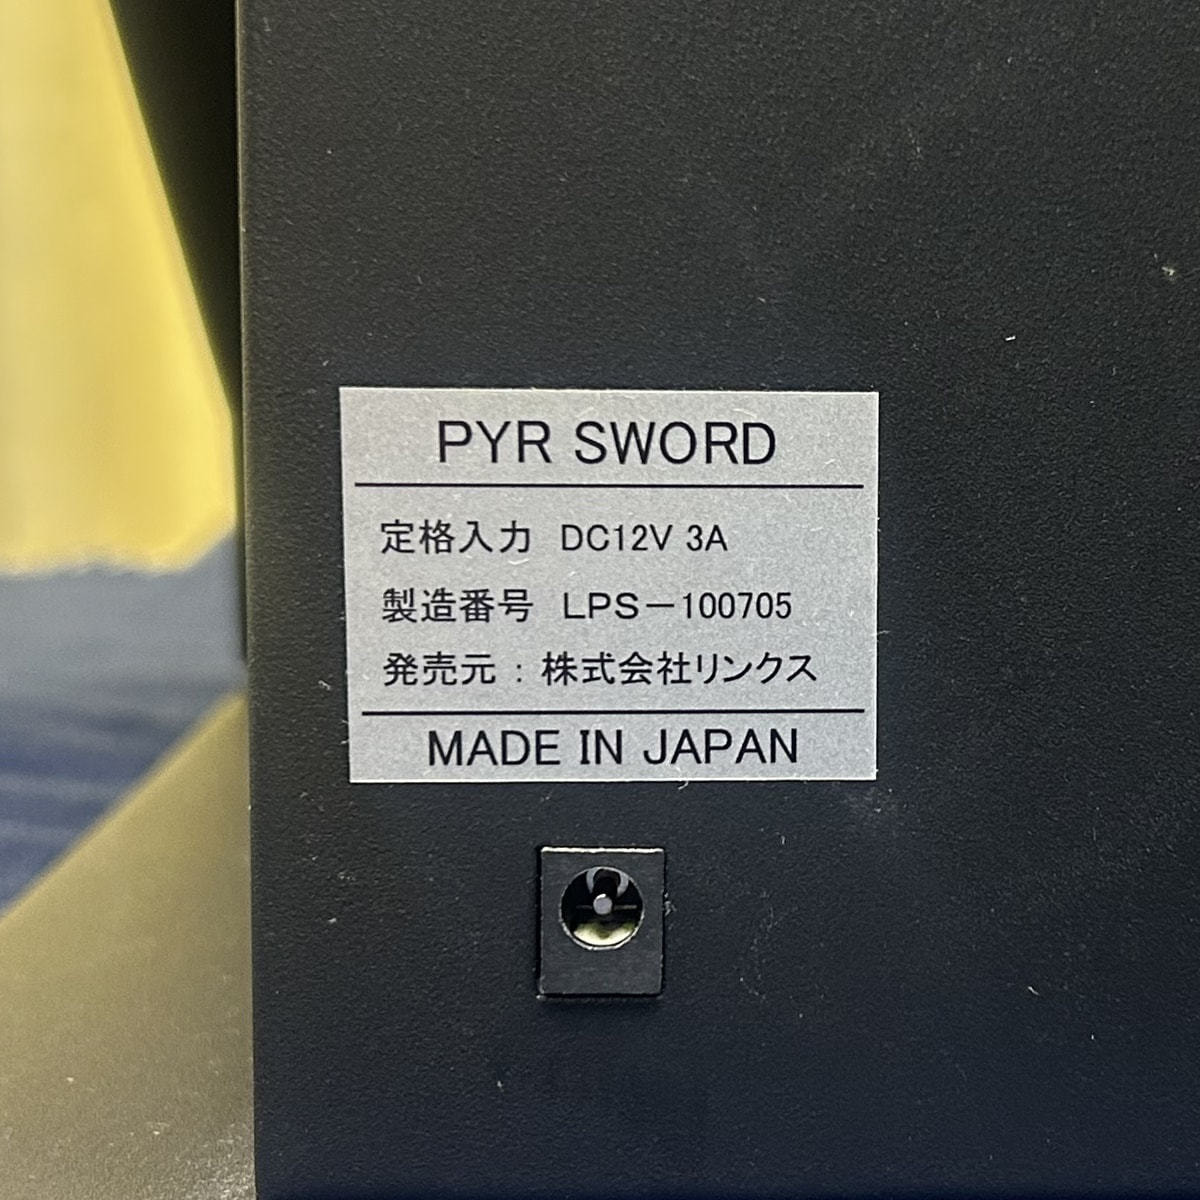 PYR SWORD
定格入力 DC12V 3A
製造番号 LPS－100705
発売元：株式会社リンクス
MADE IN JAPAN